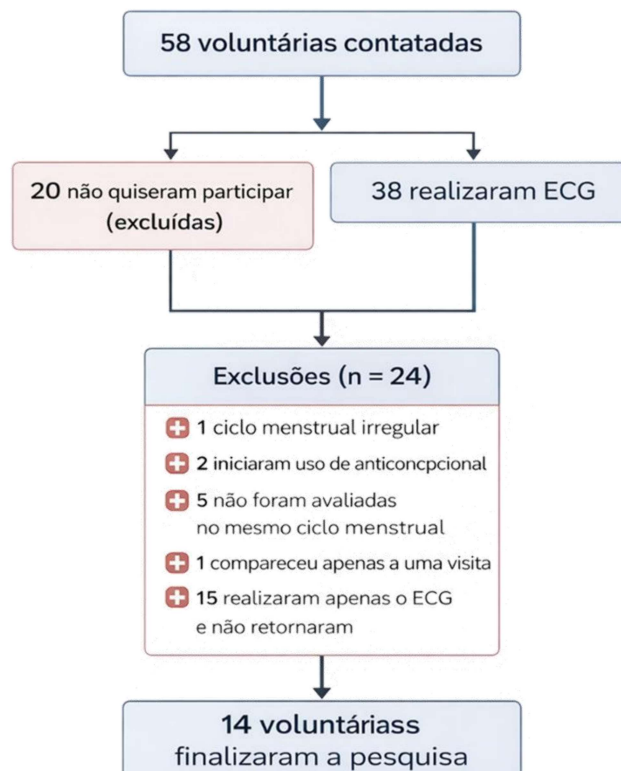 58 voluntárias contatadas
20 não quiseram participar
(excluídas)
38 realizaram ECG
Exclusões (n = 24)
1 ciclo menstrual irregular
2 iniciaram uso de anticoncpcional
5 não foram avaliadas
no mesmo ciclo menstrual
1 compareceu apenas a uma visita
15 realizaram apenas o ECG
e não retornaram
14 voluntáriass
finalizaram a pesquisa